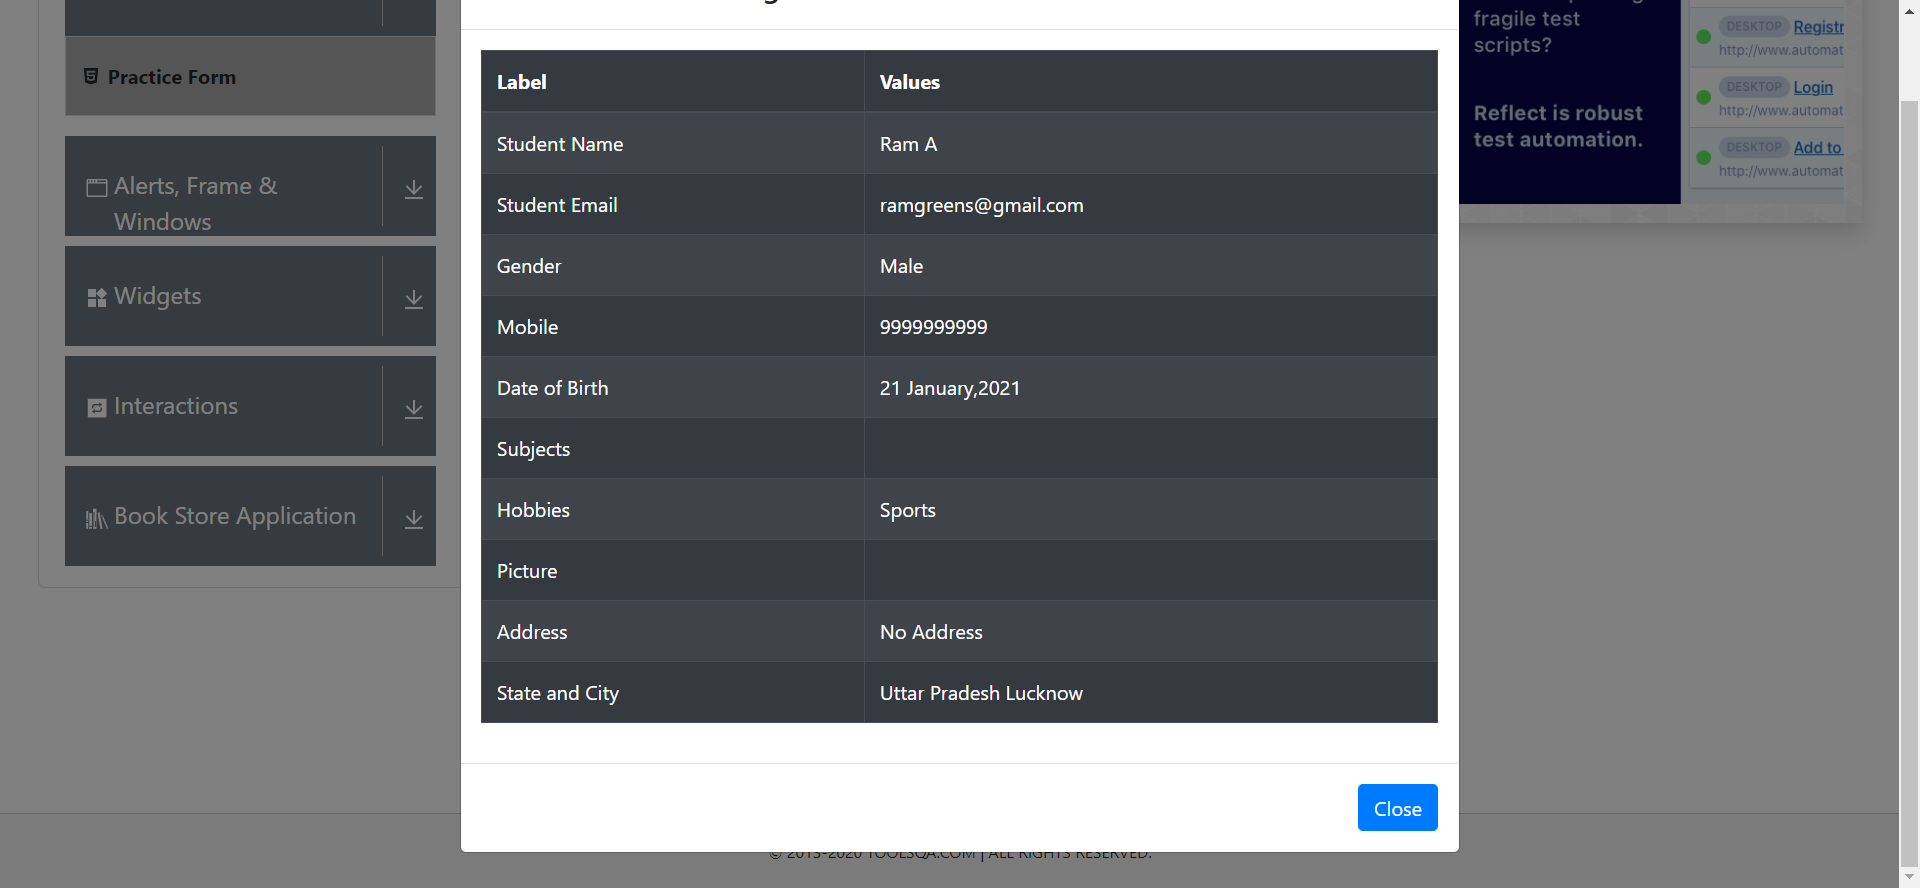 Practice Form
Alerts, Frame &
Windows
Widgets
Interactions
Book Store Application
Label Values
Student Name Ram A
Student Email ramgreens@gmail.com
Gender Male
Mobile 9999999999
Date of Birth 21 January,2021
Subjects
Hobbies Sports
Picture
Address No Address
State and City Uttar Pradesh Lucknow
Close
fragile test
scripts?
Reflect is robust
test automation.
DESKTOP Registr
http://www.automat
DESKTOP Login
http://www.automat
DESKTOP Add to
http://www.automat
© 2013-2020 TOOLSQA.COM | ALL RIGHTS RESERVED.